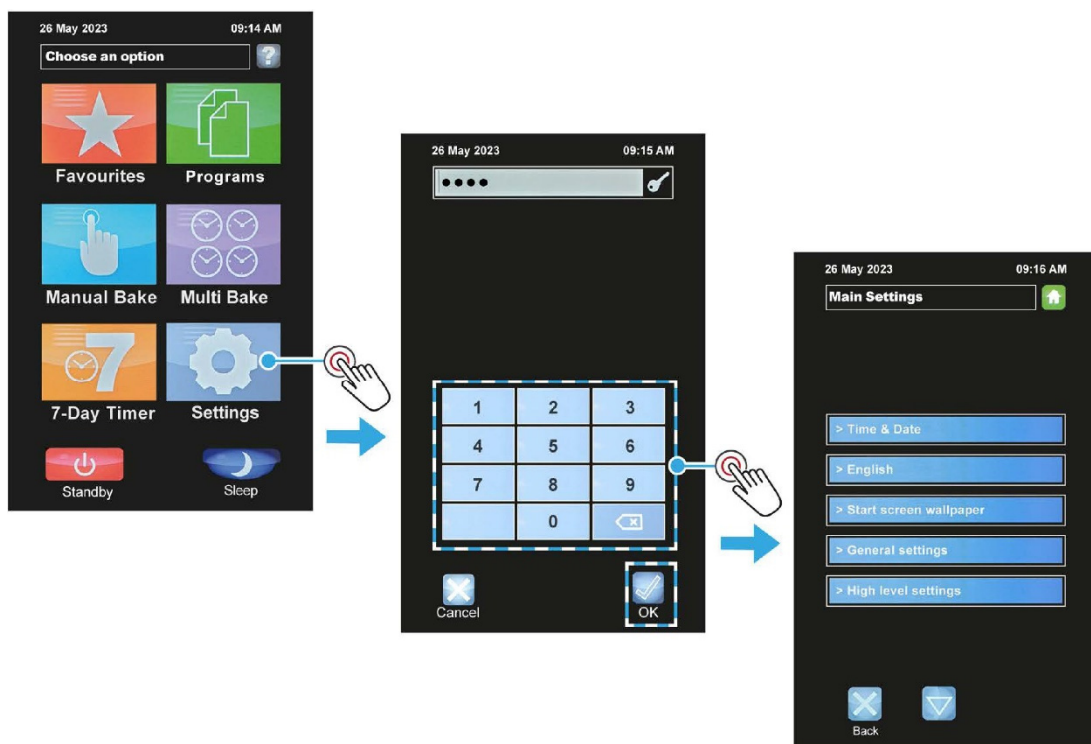 26 May 2023 09:14 AM
Choose an option ?
Favourites Programs
Manual Bake Multi Bake
7
7-Day Timer Settings
Standby Sleep
26 May 2023 09:15 AM
••••
1 2 3
4 5 6
7 8 9
0
Cancel OK
26 May 2023 09:16 AM
Main Settings
> Time & Date
> English
> Start screen wallpaper
> General settings
> High level settings
Back